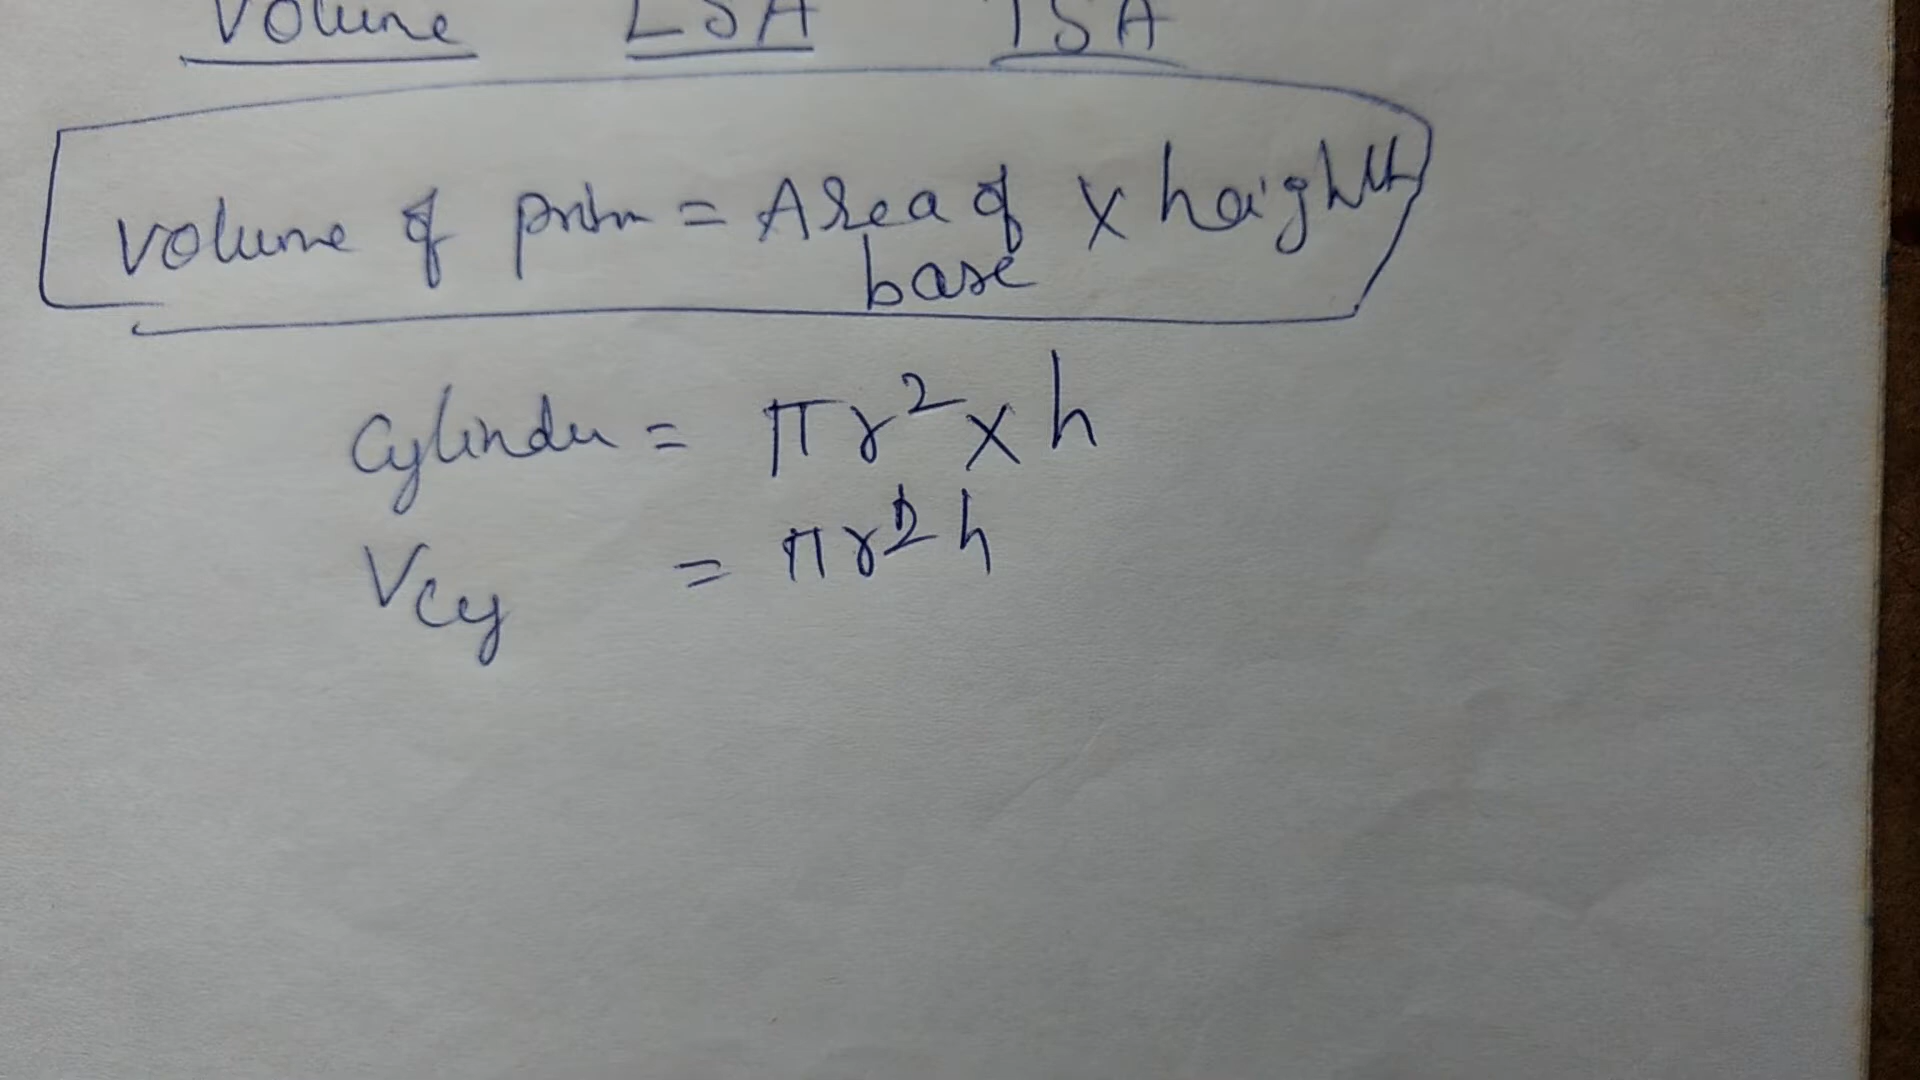 Volume LSA TSA
Volume of prism = Area of base × height
Cylinder = πr² × h
Vcy = πr²h